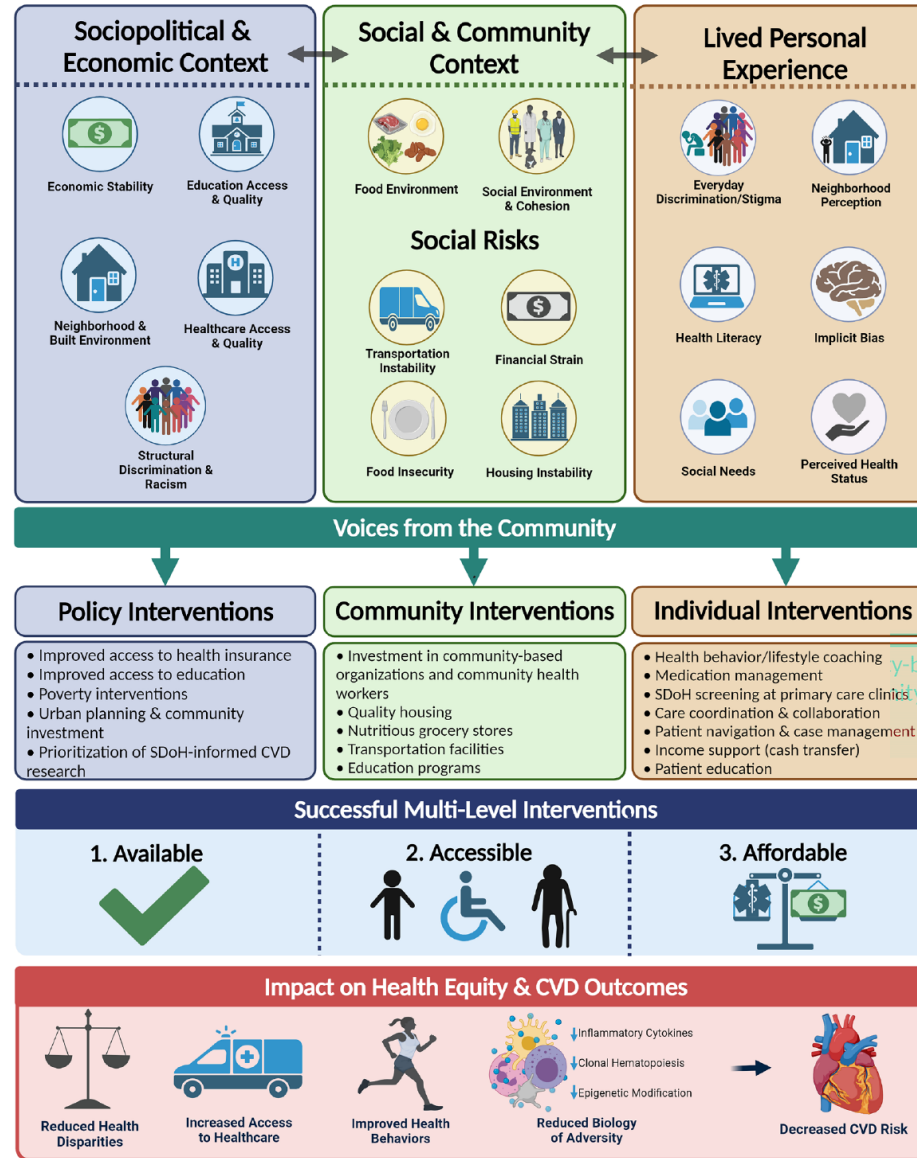 Sociopolitical &
Economic Context
Social & Community
Context
Lived Personal
Experience
$
Economic Stability
Education Access
& Quality
Neighborhood &
Built Environment
H
Healthcare Access
& Quality
Structural
Discrimination &
Racism
Food Environment
Social Environment
& Cohesion
Social Risks
Transportation
Instability
$
Financial Strain
Food Insecurity
Housing Instability
Everyday
Discrimination/Stigma
Neighborhood
Perception
Health Literacy
Implicit Bias
Social Needs
Perceived Health
Status
Voices from the Community
Policy Interventions
• Improved access to health insurance
• Improved access to education
• Poverty interventions
• Urban planning & community
investment
• Prioritization of SDoH-informed CVD
research
Community Interventions
• Investment in community-based
organizations and community health
workers
• Quality housing
• Nutritious grocery stores
• Transportation facilities
• Education programs
Individual Interventions
• Health behavior/lifestyle coaching
• Medication management
• SDoH screening at primary care clinics
• Care coordination & collaboration
• Patient navigation & case management
• Income support (cash transfer)
• Patient education
Successful Multi-Level Interventions
1. Available
2. Accessible
3. Affordable
$
Impact on Health Equity & CVD Outcomes
Reduced Health
Disparities
Increased Access
to Healthcare
Improved Health
Behaviors
↓Inflammatory Cytokines
↓Clonal Hematopoiesis
↓Epigenetic Modification
Reduced Biology
of Adversity
Decreased CVD Risk